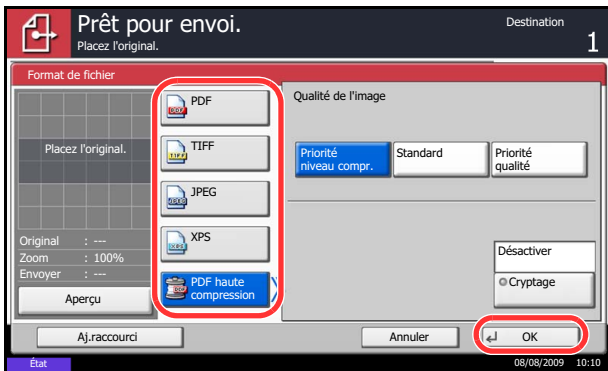 Prêt pour envoi.
Placez l'original.
Destination
1
Format de fichier
Placez l'original.
Original : ---
Zoom : 100%
Envoyer : ---
Aperçu
PDF
TIFF
JPEG
XPS
PDF haute
compression
Qualité de l'image
Priorité
niveau compr.
Standard
Priorité
qualité
Désactiver
Cryptage
Aj.raccourci
Annuler
OK
État
08/08/2009 10:10